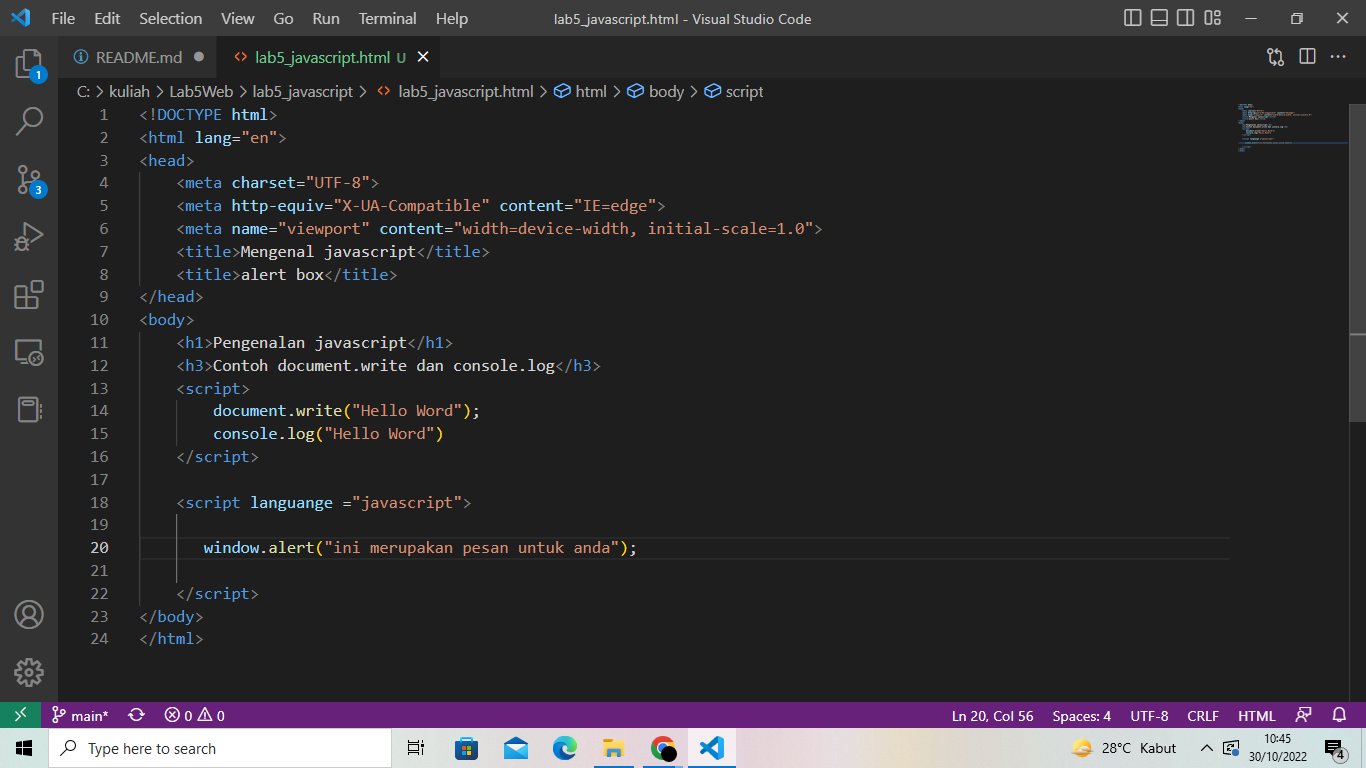 File Edit Selection View Go Run Terminal Help lab5_javascript.html - Visual Studio Code
README.md lab5_javascript.html U
C: > kuliah > Lab5Web > lab5_javascript > lab5_javascript.html > html > body > script
1 <!DOCTYPE html>
2 <html lang="en">
3 <head>
4 <meta charset="UTF-8">
5 <meta http-equiv="X-UA-Compatible" content="IE=edge">
6 <meta name="viewport" content="width=device-width, initial-scale=1.0">
7 <title>Mengenal javascript</title>
8 <title>alert box</title>
9 </head>
10 <body>
11 <h1>Pengenalan javascript</h1>
12 <h3>Contoh document.write dan console.log</h3>
13 <script>
14 document.write("Hello Word");
15 console.log("Hello Word")
16 </script>
17
18 <script languange ="javascript">
19
20 window.alert("ini merupakan pesan untuk anda");
21
22 </script>
23 </body>
24 </html>
1
3
main* 0 0 Ln 20, Col 56 Spaces: 4 UTF-8 CRLF HTML
Type here to search 28°C Kabut 10:45
30/10/2022 4